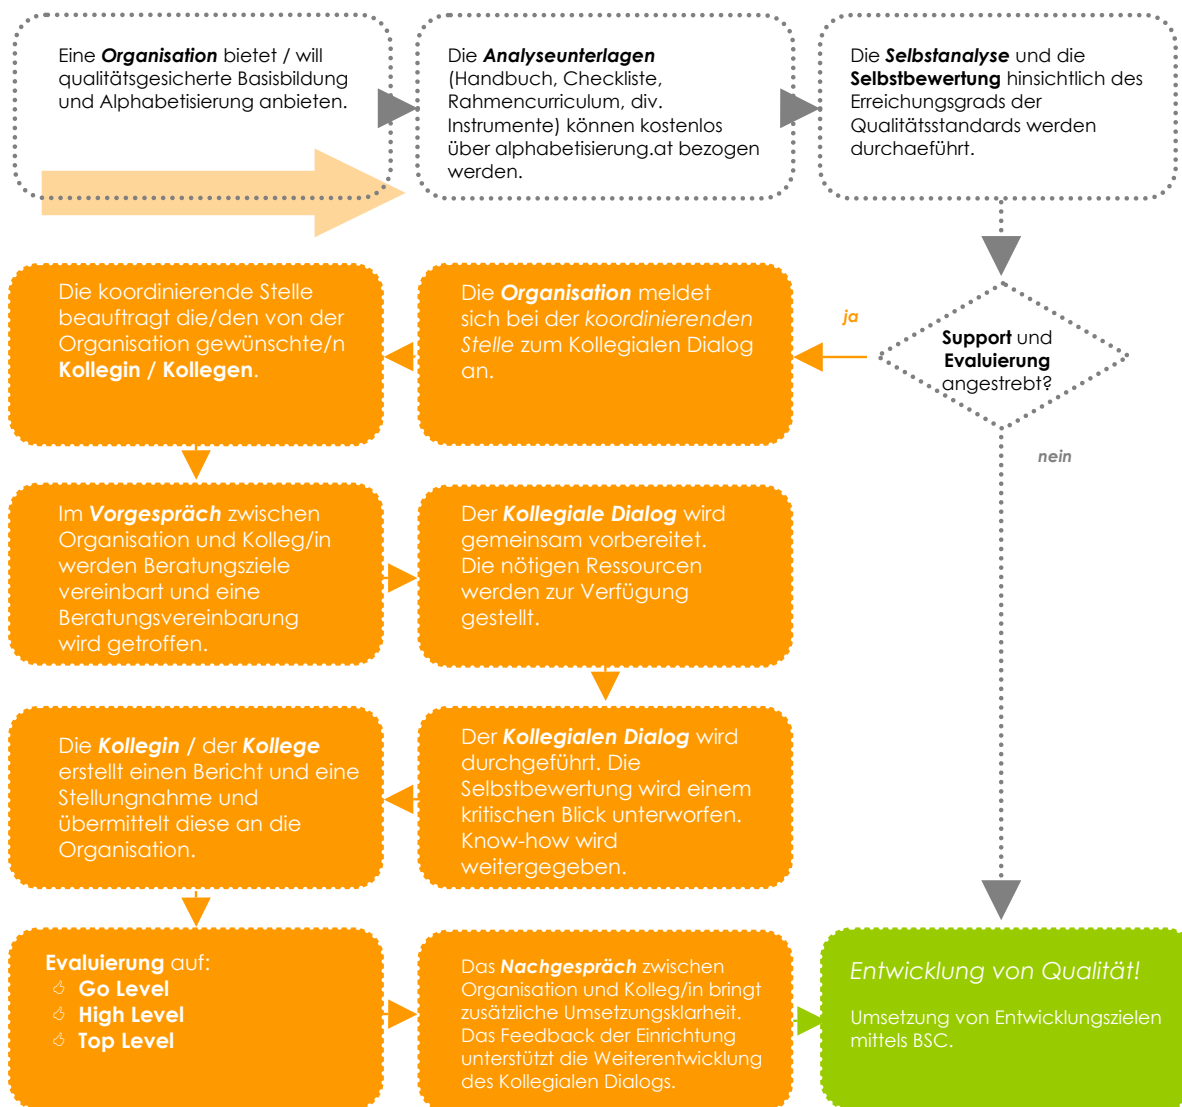 Eine Organisation bietet / will
qualitätsgesicherte Basisbildung
und Alphabetisierung anbieten.
Die Analyseunterlagen
(Handbuch, Checkliste,
Rahmencurriculum, div.
Instrumente) können kostenlos
über alphabetisierung.at bezogen
werden.
Die Selbstanalyse und die
Selbstbewertung hinsichtlich des
Erreichungsgrads der
Qualitätsstandards werden
durchgeführt.
Die koordinierende Stelle
beauftragt die/den von der
Organisation gewünschte/n
Kollegin / Kollegen.
Die Organisation meldet
sich bei der koordinierenden
Stelle zum Kollegialen Dialog
an.
ja
Support und
Evaluierung
angestrebt?
nein
Im Vorgespräch zwischen
Organisation und Kolleg/in
werden Beratungsziele
vereinbart und eine
Beratungsvereinbarung
wird getroffen.
Der Kollegiale Dialog wird
gemeinsam vorbereitet.
Die nötigen Ressourcen
werden zur Verfügung
gestellt.
Die Kollegin / der Kollege
erstellt einen Bericht und eine
Stellungnahme und
übermittelt diese an die
Organisation.
Der Kollegialen Dialog wird
durchgeführt. Die
Selbstbewertung wird einem
kritischen Blick unterworfen.
Know-how wird
weitergegeben.
Evaluierung auf:
Go Level
High Level
Top Level
Das Nachgespräch zwischen
Organisation und Kolleg/in bringt
zusätzliche Umsetzungsklarheit.
Das Feedback der Einrichtung
unterstützt die Weiterentwicklung
des Kollegialen Dialogs.
Entwicklung von Qualität!
Umsetzung von Entwicklungszielen
mittels BSC.